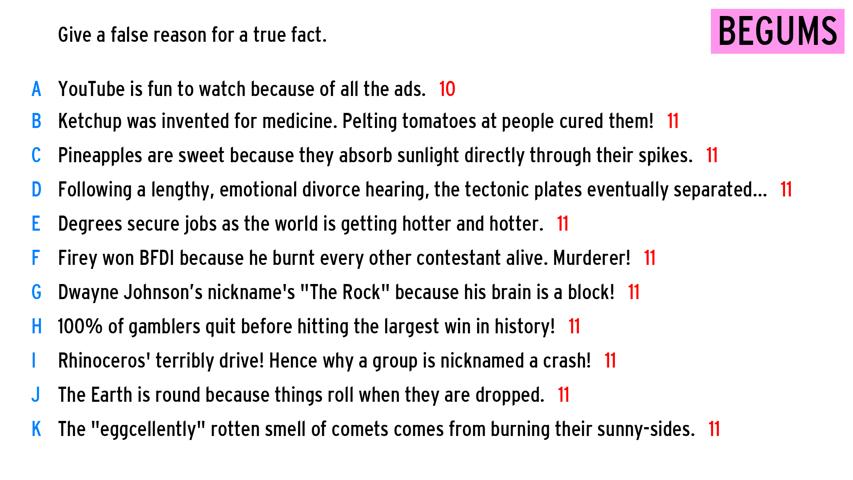 Give a false reason for a true fact.
BEGUMS
A YouTube is fun to watch because of all the ads. 10
B Ketchup was invented for medicine. Pelting tomatoes at people cured them! 11
C Pineapples are sweet because they absorb sunlight directly through their spikes. 11
D Following a lengthy, emotional divorce hearing, the tectonic plates eventually separated... 11
E Degrees secure jobs as the world is getting hotter and hotter. 11
F Firey won BFDI because he burnt every other contestant alive. Murderer! 11
G Dwayne Johnson's nickname's "The Rock" because his brain is a block! 11
H 100% of gamblers quit before hitting the largest win in history! 11
I Rhinoceros' terribly drive! Hence why a group is nicknamed a crash! 11
J The Earth is round because things roll when they are dropped. 11
K The "eggcellently" rotten smell of comets comes from burning their sunny-sides. 11